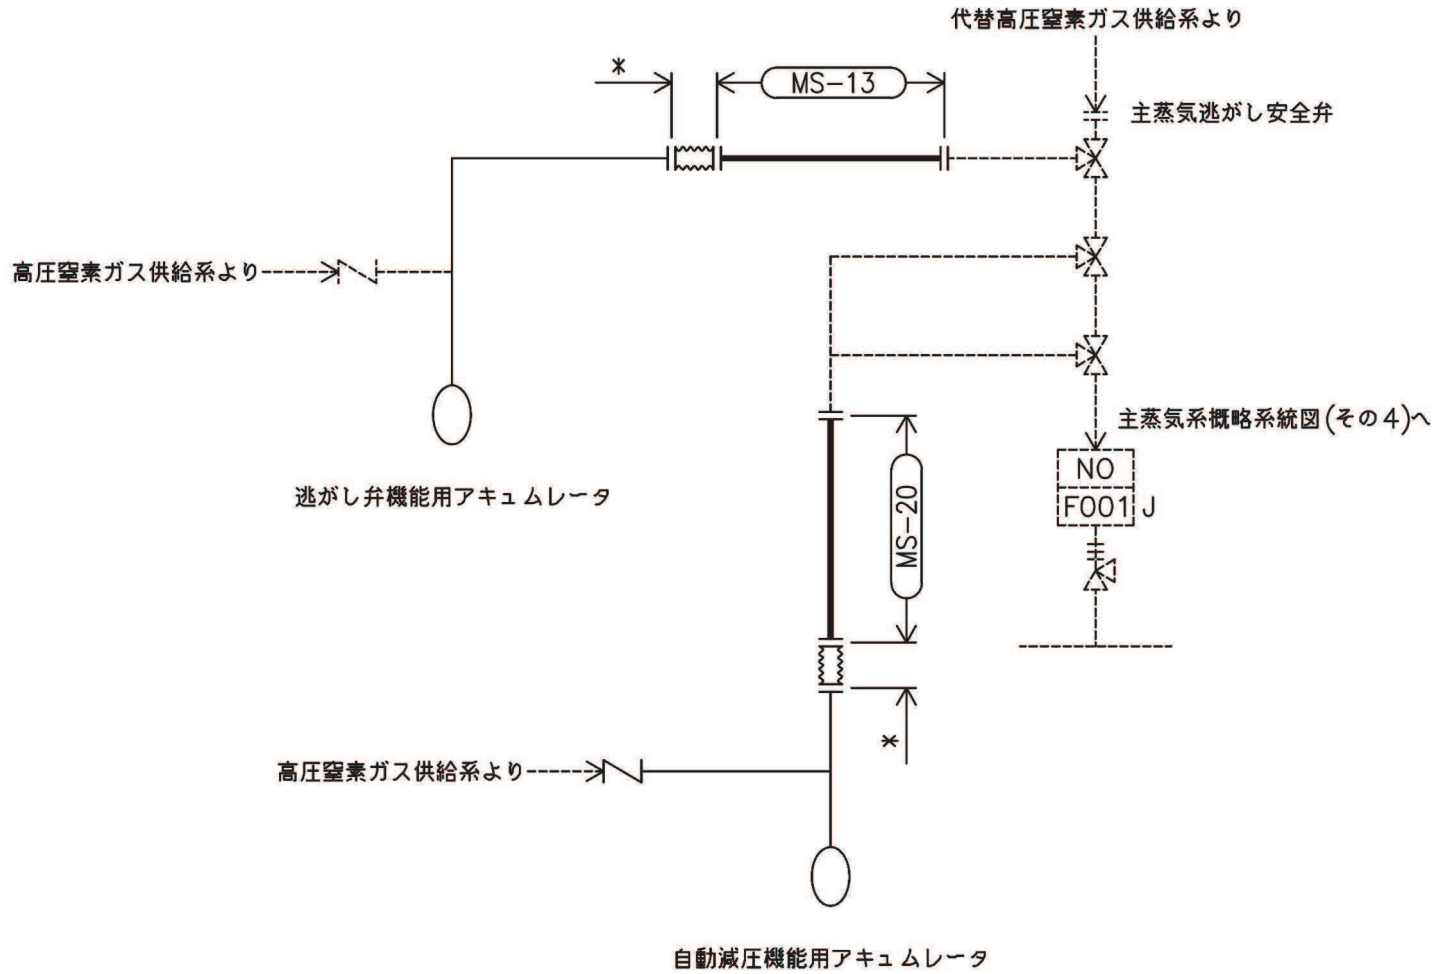 代替高圧窒素ガス供給系より
*
MS-13
主蒸気逃がし安全弁
高圧窒素ガス供給系より
主蒸気系概略系統図(その4)へ
NO
F001 J
逃がし弁機能用アキュムレータ
MS-20
*
高圧窒素ガス供給系より
自動減圧機能用アキュムレータ